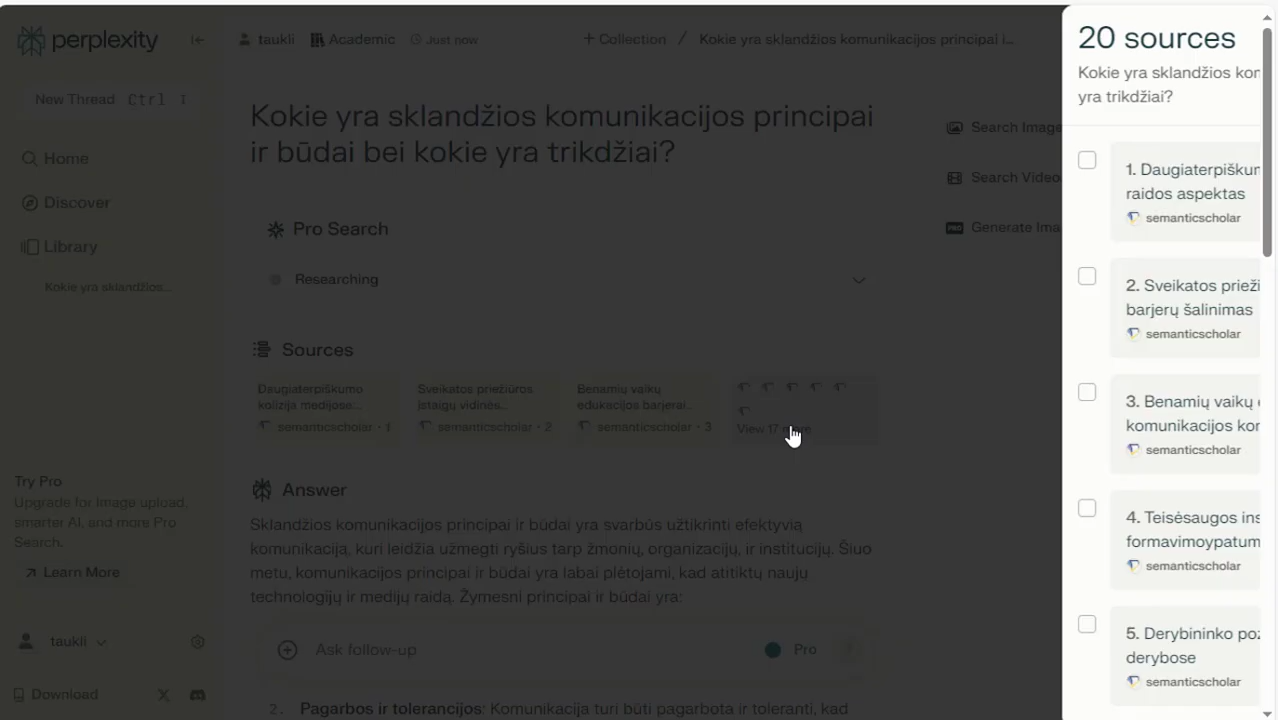 perplexity
New Thread Ctrl I
Home
Discover
Library
Kokie yra sklandžios...
Try Pro
Upgrade for image upload,
smarter AI, and more Pro
Search.
Learn More
taukli
Download
taukli Academic Just now + Collection / Kokie yra sklandžios komunikacijos principai i...
Kokie yra sklandžios komunikacijos principai
ir būdai bei kokie yra trikdžiai?
Pro Search
Researching
Sources
Daugiaterpiškumo
kolizija medijose:...
semanticscholar · 1
Sveikatos priežiūros
įstaigų vidinės...
semanticscholar · 2
Benamių vaikų
edukacijos barjerai...
semanticscholar · 3
View 17
Answer
Sklandžios komunikacijos principai ir būdai yra svarbūs užtikrinti efektyvią
komunikaciją, kuri leidžia užmegti ryšius tarp žmonių, organizacijų, ir institucijų. Šiuo
metu, komunikacijos principai ir būdai yra labai plėtojami, kad atitiktų naujų
technologijų ir medijų raidą. Žymesni principai ir būdai yra:
Ask follow-up Pro
2. Pagarbos ir tolerancijos: Komunikacija turi būti pagarbota ir toleranti, kad
Search Image
Search Video
PRO Generate Ima
20 sources
Kokie yra sklandžios kor
yra trikdžiai?
1. Daugiaterpiškur
raidos aspektas
semanticscholar
2. Sveikatos prieži
barjerų šalinimas
semanticscholar
3. Benamių vaikų
komunikacijos kor
semanticscholar
4. Teisėsaugos ins
formavimoypatum
semanticscholar
5. Derybininko poz
derybose
semanticscholar